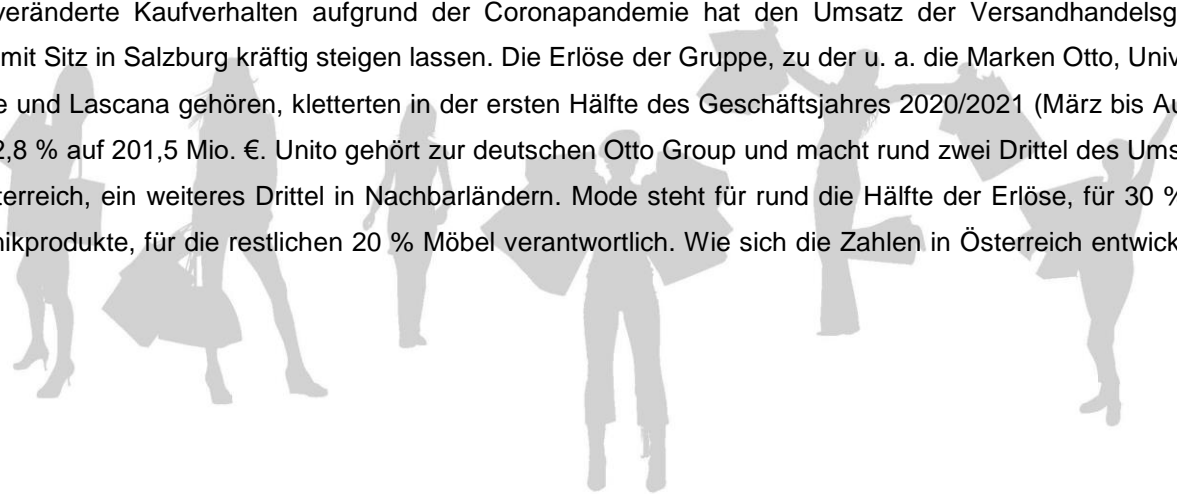 veränderte Kaufverhalten aufgrund der Coronapandemie hat den Umsatz der Versandhandelsg
mit Sitz in Salzburg kräftig steigen lassen. Die Erlöse der Gruppe, zu der u. a. die Marken Otto, Univ
e und Lascana gehören, kletterten in der ersten Hälfte des Geschäftsjahres 2020/2021 (März bis Au
2,8 % auf 201,5 Mio. €. Unito gehört zur deutschen Otto Group und macht rund zwei Drittel des Ums
terreich, ein weiteres Drittel in Nachbarländern. Mode steht für rund die Hälfte der Erlöse, für 30 %
nikprodukte, für die restlichen 20 % Möbel verantwortlich. Wie sich die Zahlen in Österreich entwick